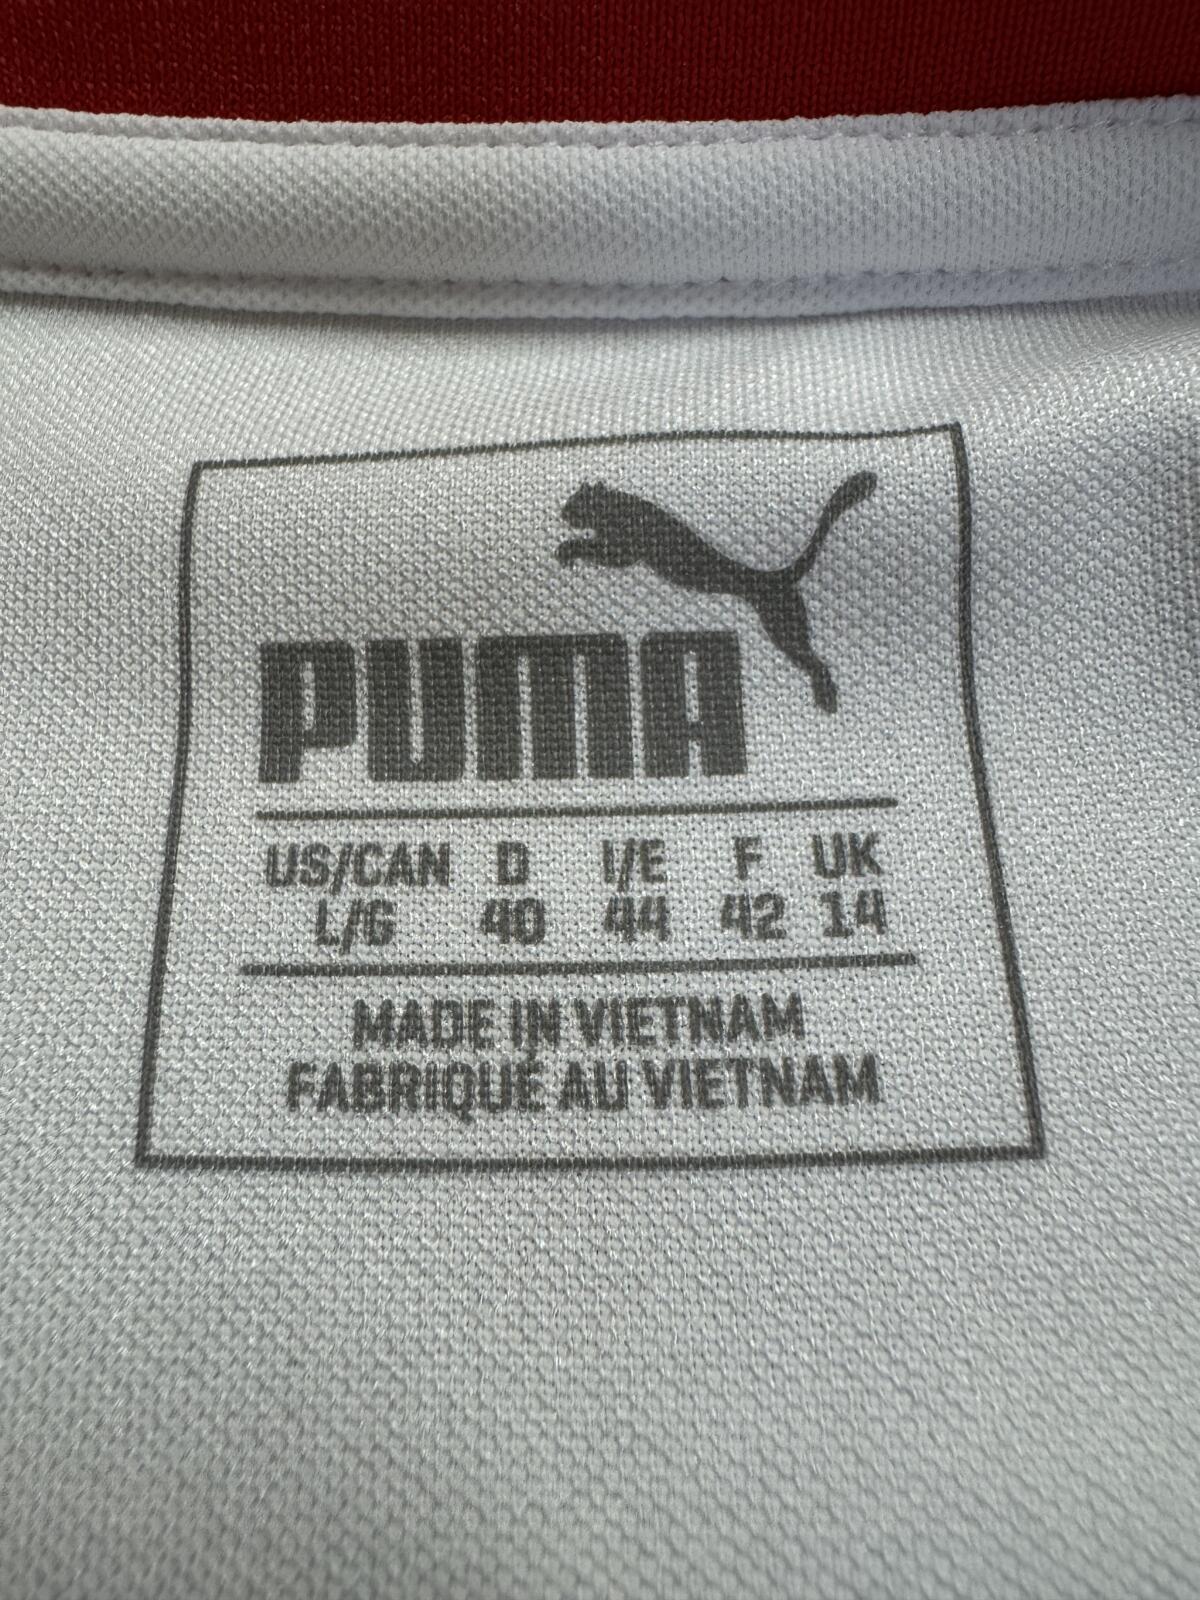 PUMA
US/CAN D I/E F UK
L/G 40 44 42 14
MADE IN VIETNAM
FABRIQUÉ AU VIETNAM